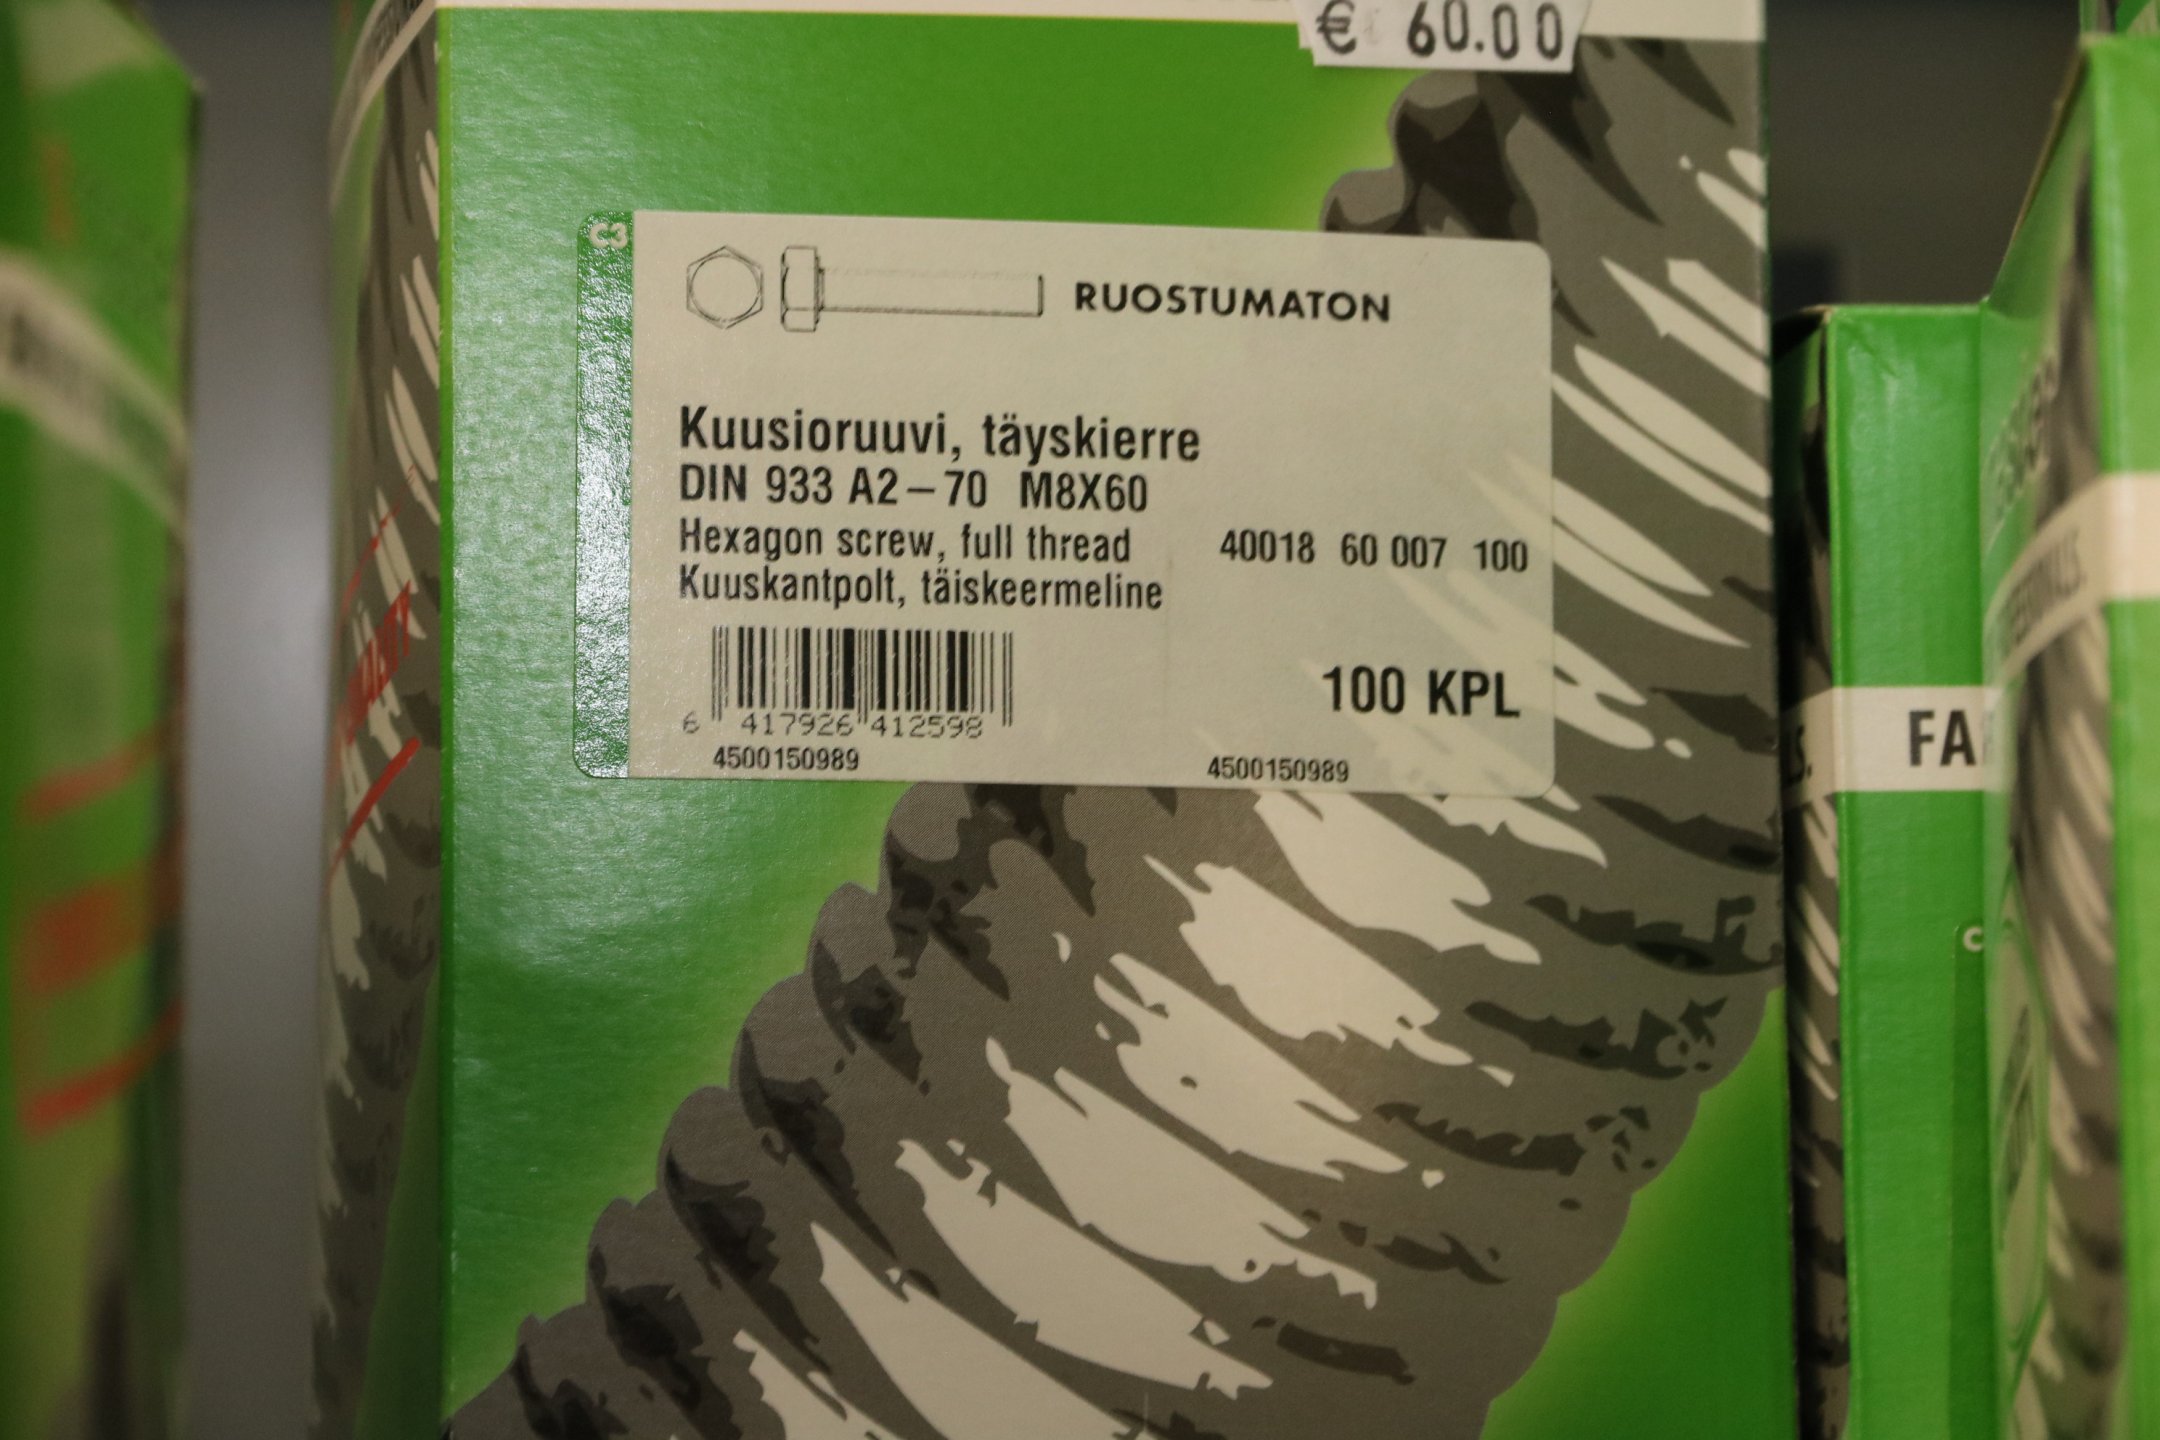 € 60.00
C3
RUOSTUMATON
Kuusioruuvi, täyskierre
DIN 933 A2-70 M8X60
Hexagon screw, full thread 40018 60 007 100
Kuuskantpolt, täiskeermeline
100 KPL
6 417926 412598
4500150989 4500150989
FA